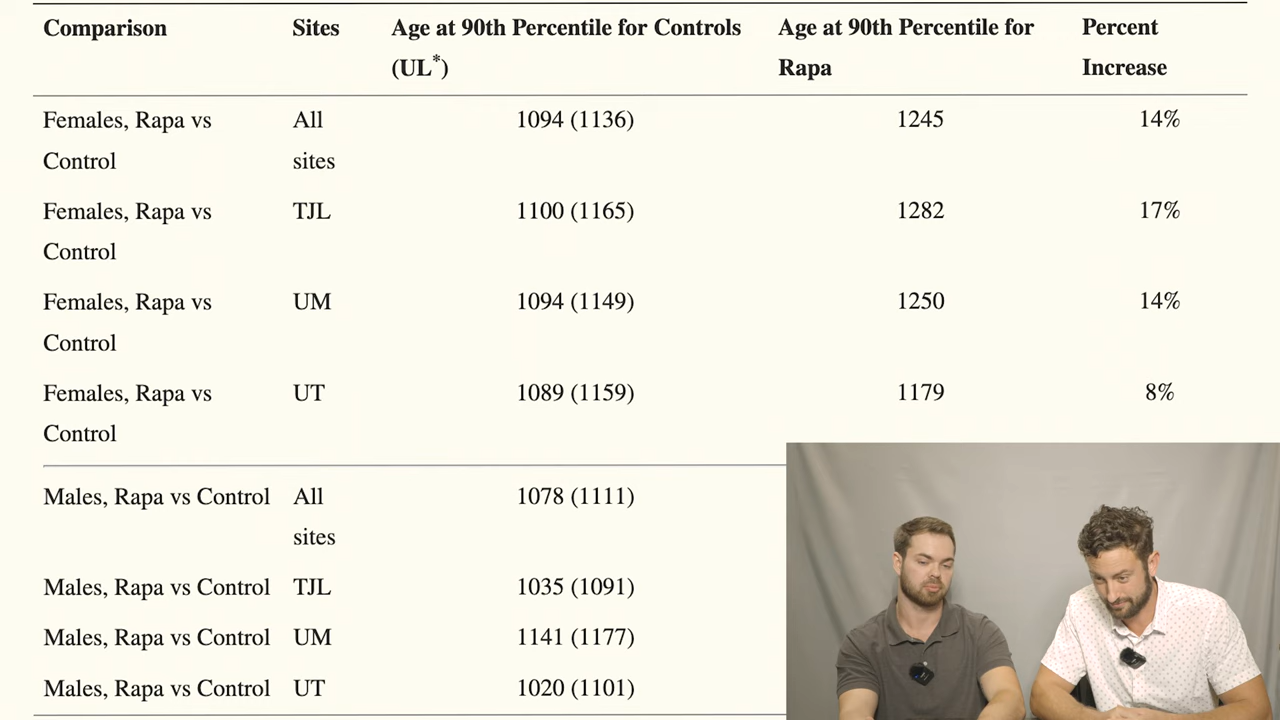 Comparison Sites Age at 90th Percentile for Controls Age at 90th Percentile for Percent
(UL*) Rapa Increase
Females, Rapa vs All 1094 (1136) 1245 14%
Control sites
Females, Rapa vs TJL 1100 (1165) 1282 17%
Control
Females, Rapa vs UM 1094 (1149) 1250 14%
Control
Females, Rapa vs UT 1089 (1159) 1179 8%
Control
Males, Rapa vs Control All 1078 (1111)
sites
Males, Rapa vs Control TJL 1035 (1091)
Males, Rapa vs Control UM 1141 (1177)
Males, Rapa vs Control UT 1020 (1101)